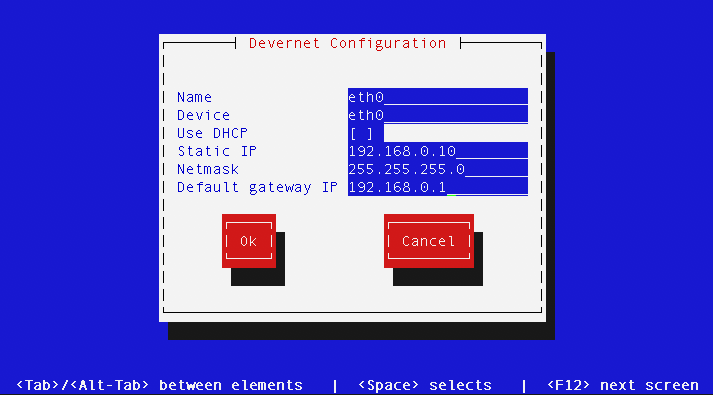 Devernet Configuration
Name eth0
Device eth0
Use DHCP [ ]
Static IP 192.168.0.10
Netmask 255.255.255.0
Default gateway IP 192.168.0.1
Ok Cancel
<Tab>/<Alt-Tab> between elements | <Space> selects | <F12> next screen